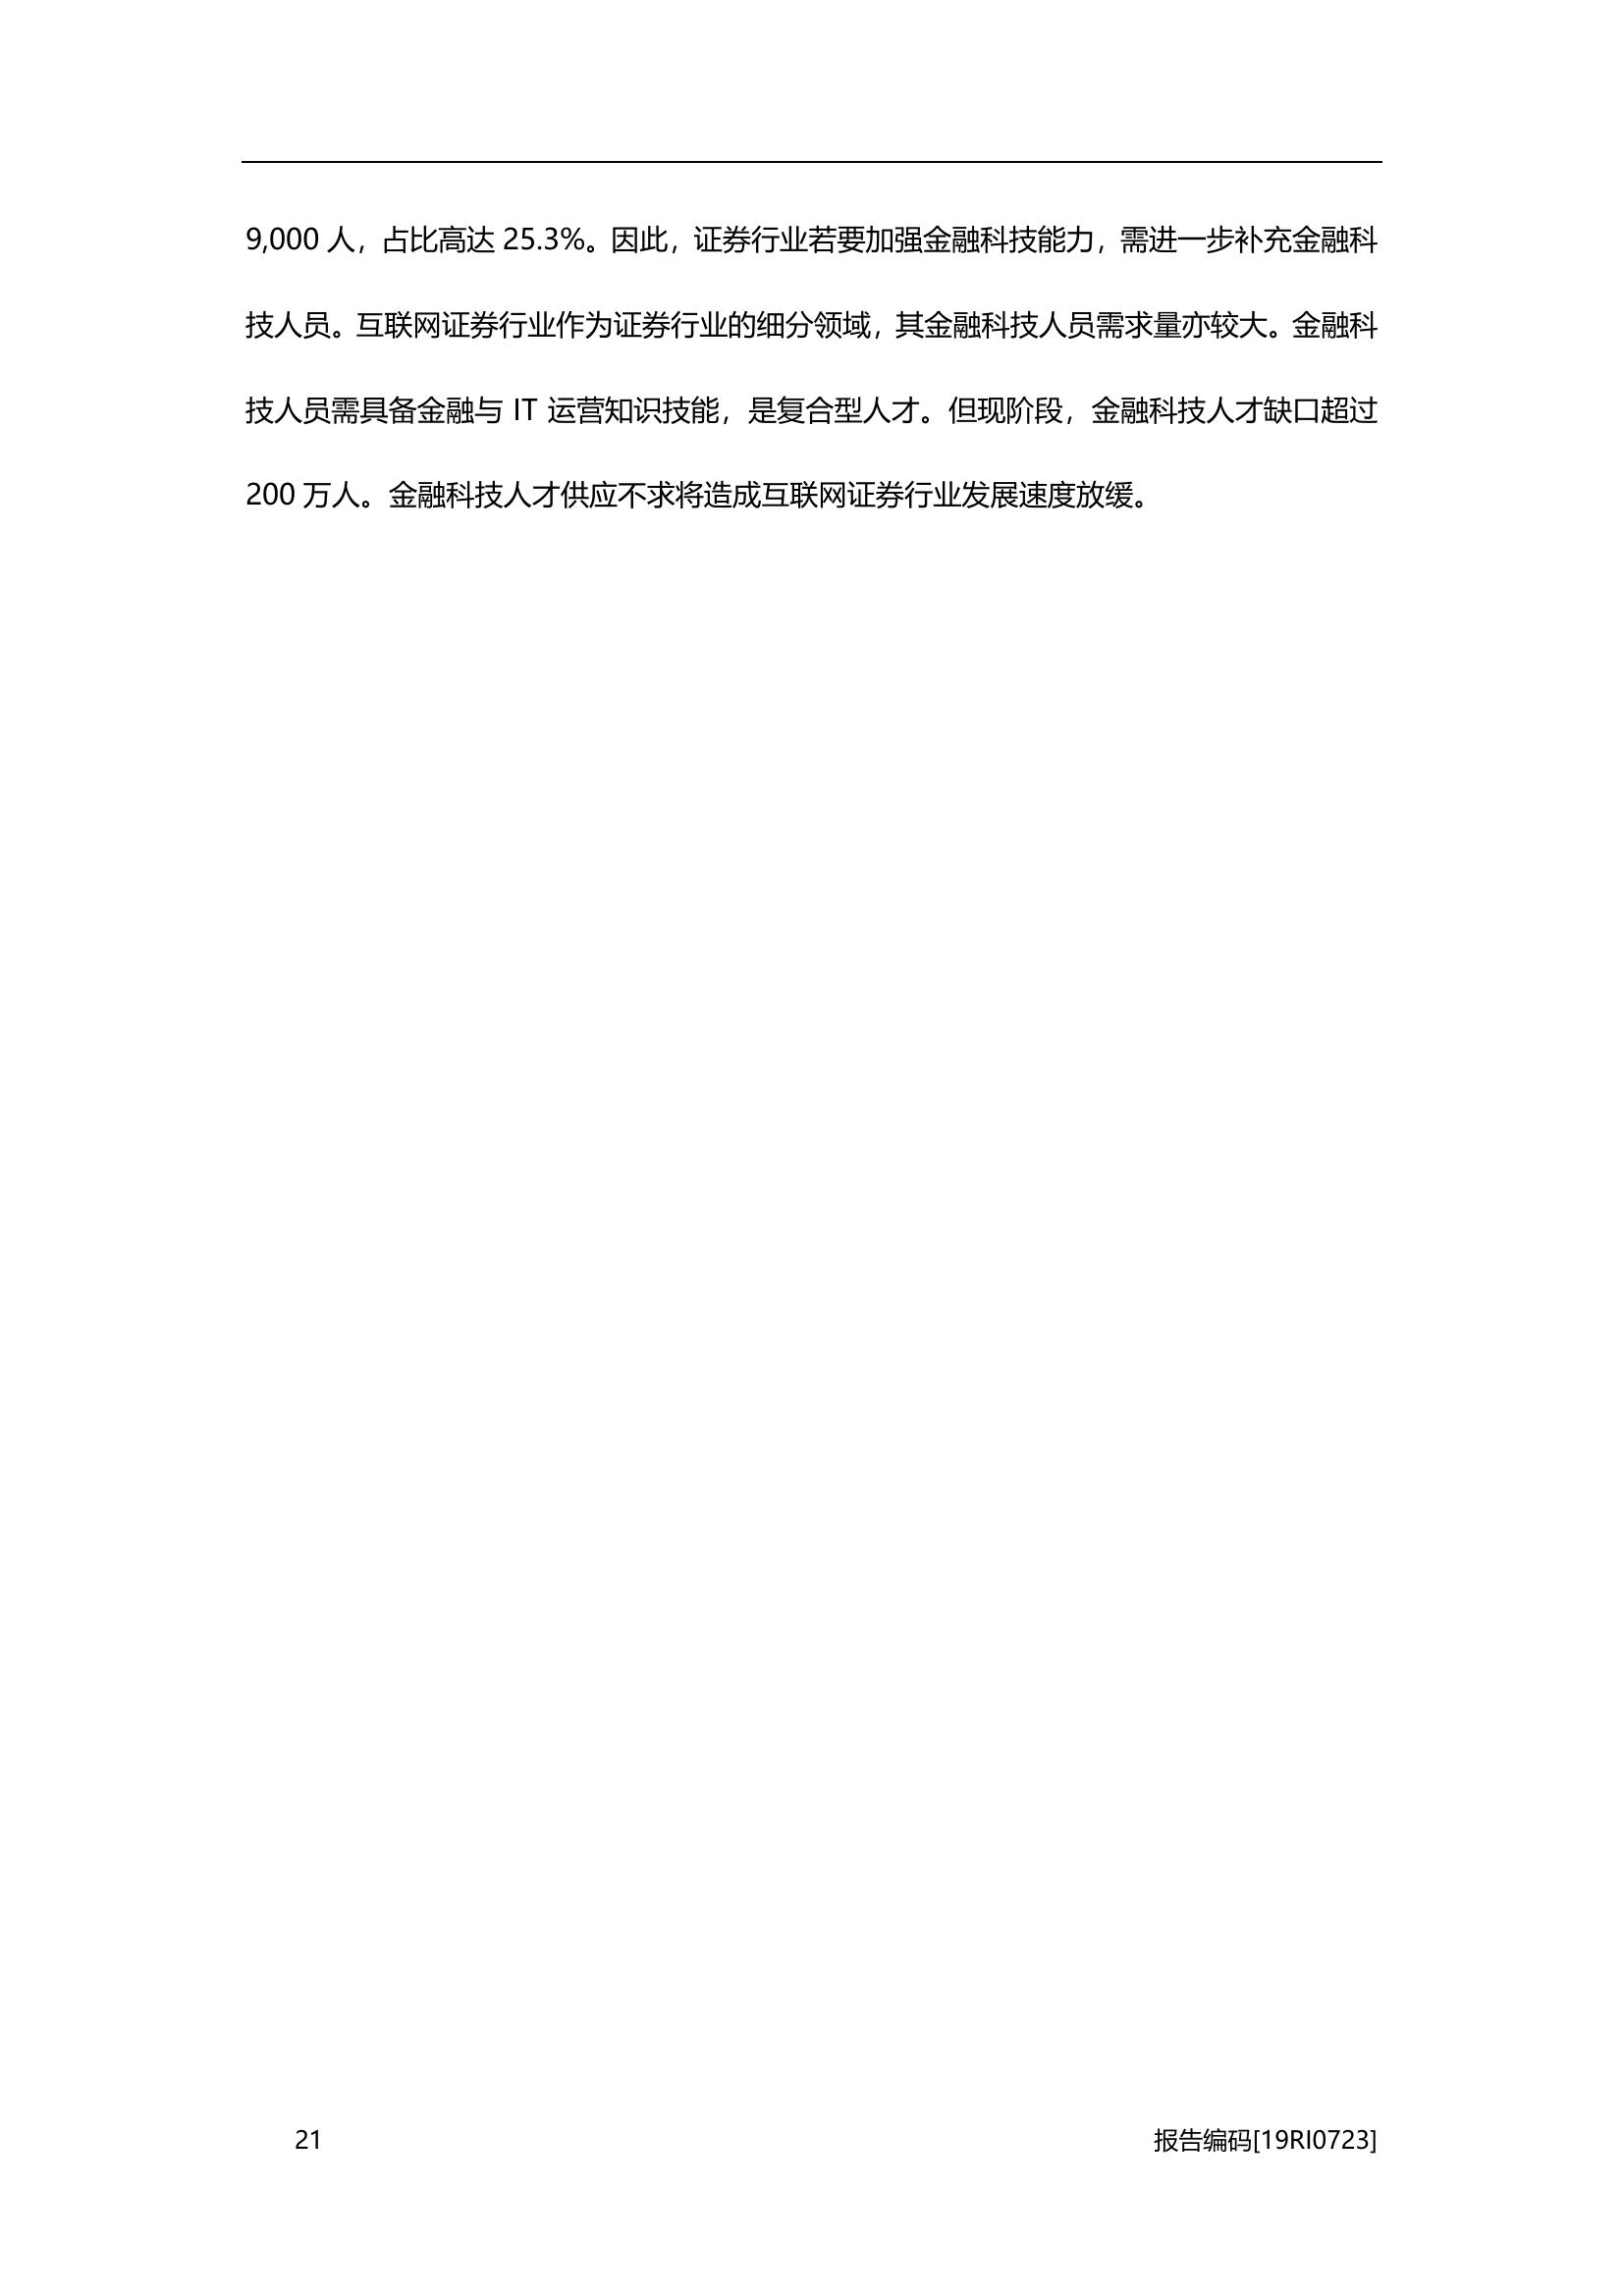 9,000 人，占比高达 25.3%。因此，证券行业若要加强金融科技能力，需进一步补充金融科
技人员。互联网证券行业作为证券行业的细分领域，其金融科技人员需求量亦较大。金融科
技人员需具备金融与 IT 运营知识技能，是复合型人才。但现阶段，金融科技人才缺口超过
200 万人。金融科技人才供应不求将造成互联网证券行业发展速度放缓。
21
报告编码[19RI0723]